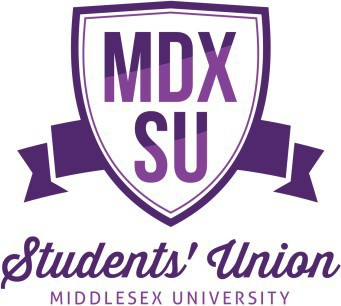 MDX
SU
Students' Union
MIDDLESEX UNIVERSITY